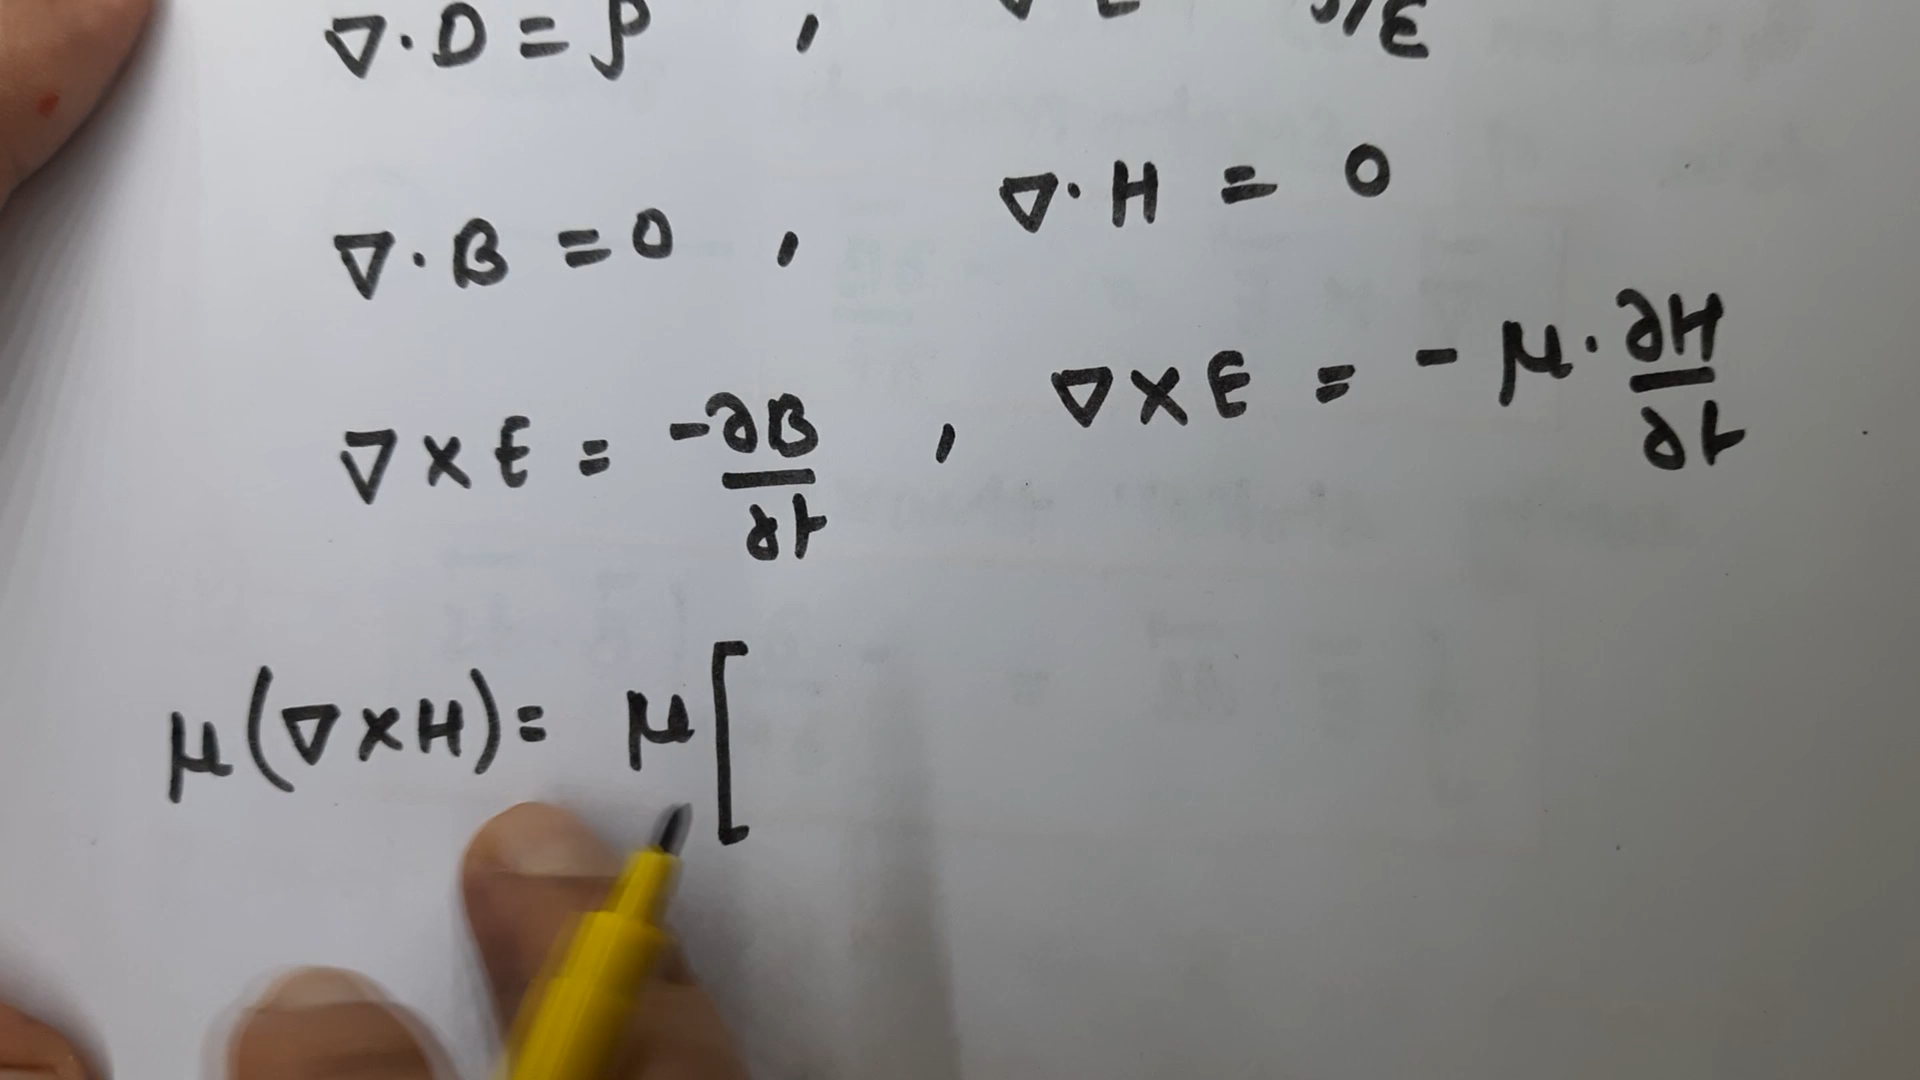 ∇·D = ρ ,
∇·B = 0 , ∇·H = 0
∇×E = -∂B/∂t , ∇×E = -μ·∂H/∂t
μ(∇×H) = μ[